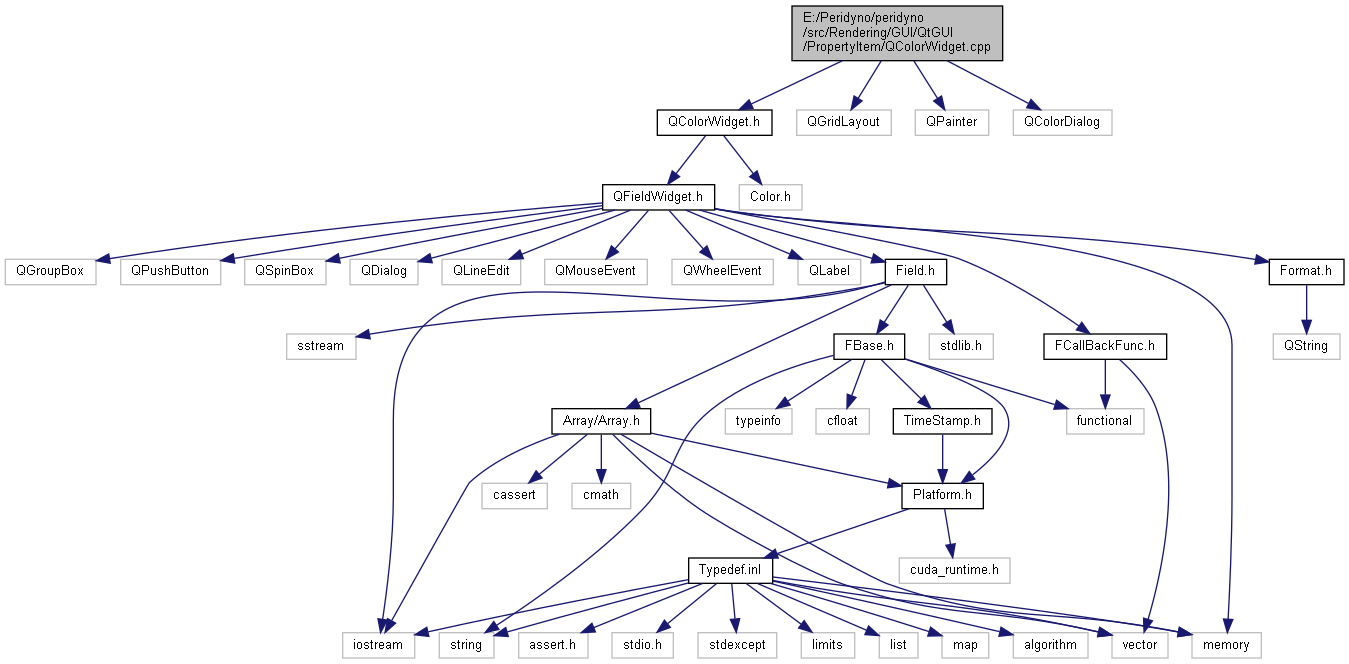 E:/Peridyno/peridyno
/src/Rendering/GUI/QtGUI
/PropertyItem/QColorWidget.cpp
QColorWidget.h
QGridLayout
QPainter
QColorDialog
QFieldWidget.h
Color.h
QGroupBox
QPushButton
QSpinBox
QDialog
QLineEdit
QMouseEvent
QWheelEvent
QLabel
Field.h
Format.h
sstream
FBase.h
stdlib.h
FCallBackFunc.h
QString
Array/Array.h
typeinfo
cfloat
TimeStamp.h
functional
cassert
cmath
Platform.h
Typedef.inl
cuda_runtime.h
iostream
string
assert.h
stdio.h
stdexcept
limits
list
map
algorithm
vector
memory